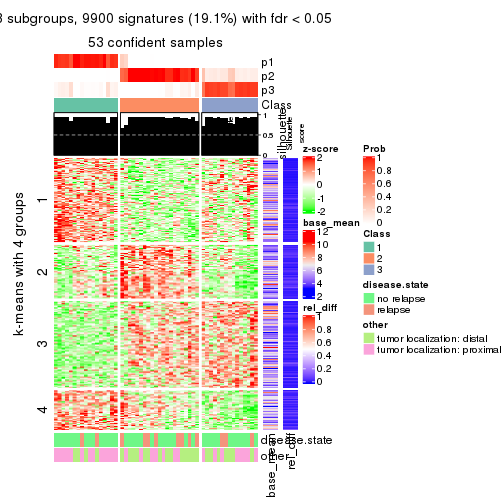 3 subgroups, 9900 signatures (19.1%) with fdr < 0.05
53 confident samples
p1
p2
p3
Class
1
0.5
0
silhouette
Silhouette
score
k-means with 4 groups
1
2
3
4
disease.state
other
base_mean
rel_diff
z-score
2
1
0
-1
-2
base_mean
12
10
8
6
4
2
rel_diff
1
0.8
0.6
0.4
0.2
0
Prob
1
0.8
0.6
0.4
0.2
0
Class
1
2
3
disease.state
no relapse
relapse
other
tumor localization: distal
tumor localization: proximal